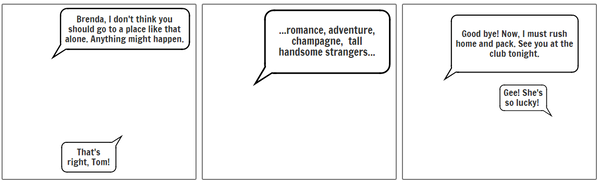 Brenda, I don't think you
should go to a place like that
alone. Anything might happen.
That's
right, Tom!
...romance, adventure,
champagne, tall
handsome strangers...
Good bye! Now, I must rush
home and pack. See you at the
club tonight.
Gee! She's
so lucky!